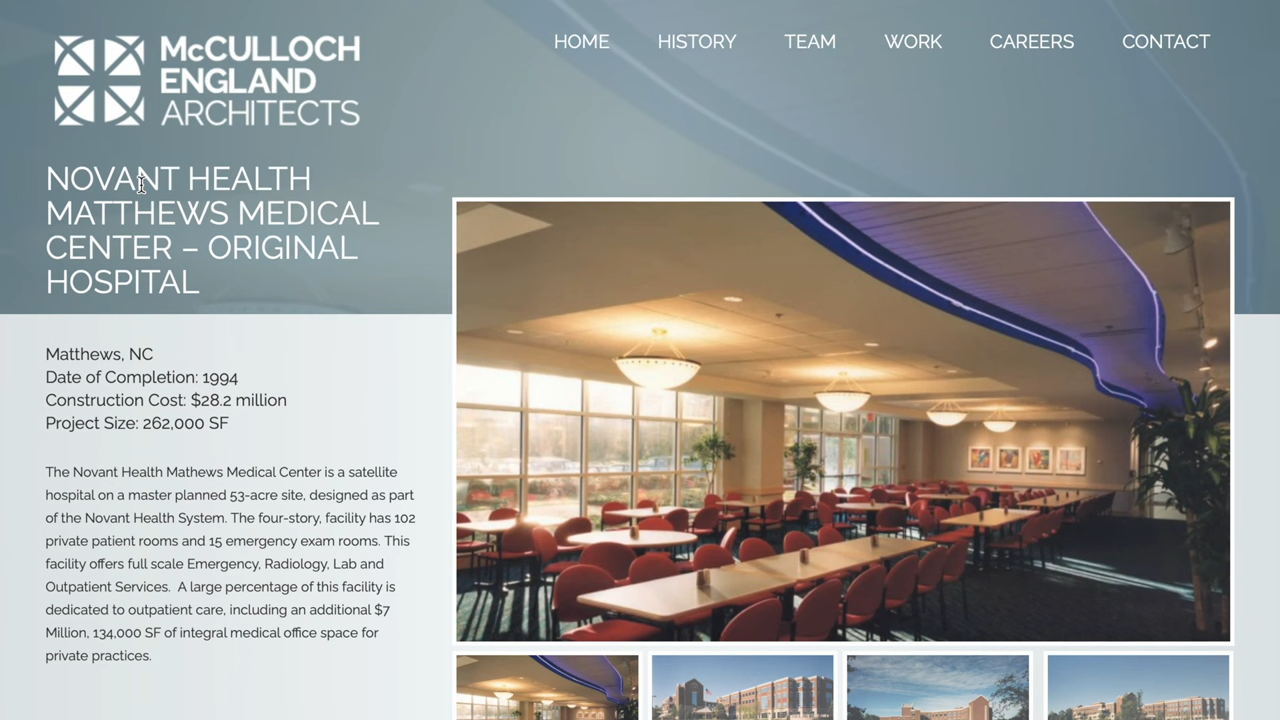 McCULLOCH
ENGLAND
ARCHITECTS
HOME HISTORY TEAM WORK CAREERS CONTACT
NOVANT HEALTH
MATTHEWS MEDICAL
CENTER – ORIGINAL
HOSPITAL
Matthews, NC
Date of Completion: 1994
Construction Cost: $28.2 million
Project Size: 262,000 SF
The Novant Health Mathews Medical Center is a satellite
hospital on a master planned 53-acre site, designed as part
of the Novant Health System. The four-story, facility has 102
private patient rooms and 15 emergency exam rooms. This
facility offers full scale Emergency, Radiology, Lab and
Outpatient Services.  A large percentage of this facility is
dedicated to outpatient care, including an additional $7
Million, 134,000 SF of integral medical office space for
private practices.